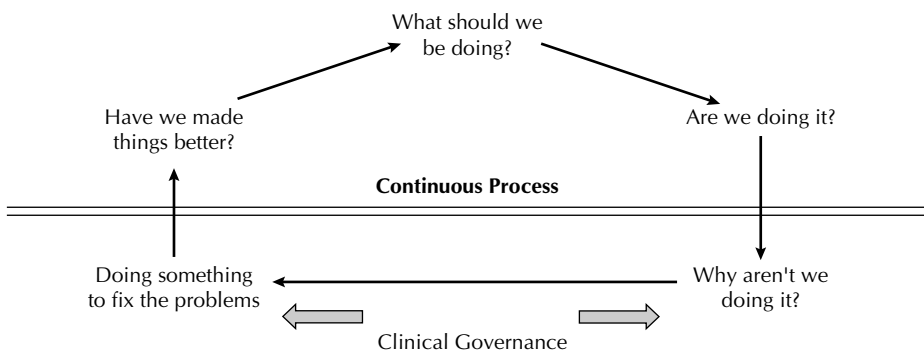 What should we
be doing?
Have we made
things better?
Are we doing it?
Continuous Process
Doing something
to fix the problems
Why aren't we
doing it?
Clinical Governance